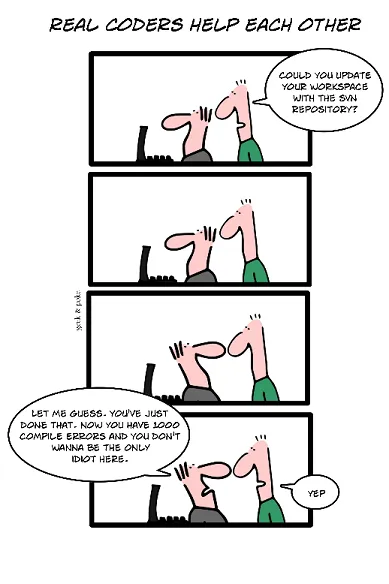 REAL CODERS HELP EACH OTHER
COULD YOU UPDATE
YOUR WORKSPACE
WITH THE SVN
REPOSITORY?
geek & poke
LET ME GUESS. YOU'VE JUST
DONE THAT. NOW YOU HAVE 1000
COMPILE ERRORS AND YOU DON'T
WANNA BE THE ONLY
IDIOT HERE.
YEP